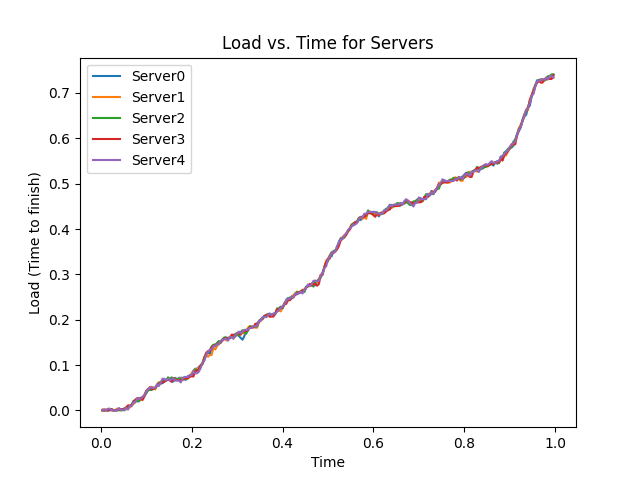 Load vs. Time for Servers
Server0
Server1
Server2
Server3
Server4
Load (Time to finish)
0.7
0.6
0.5
0.4
0.3
0.2
0.1
0.0
0.0 0.2 0.4 0.6 0.8 1.0
Time